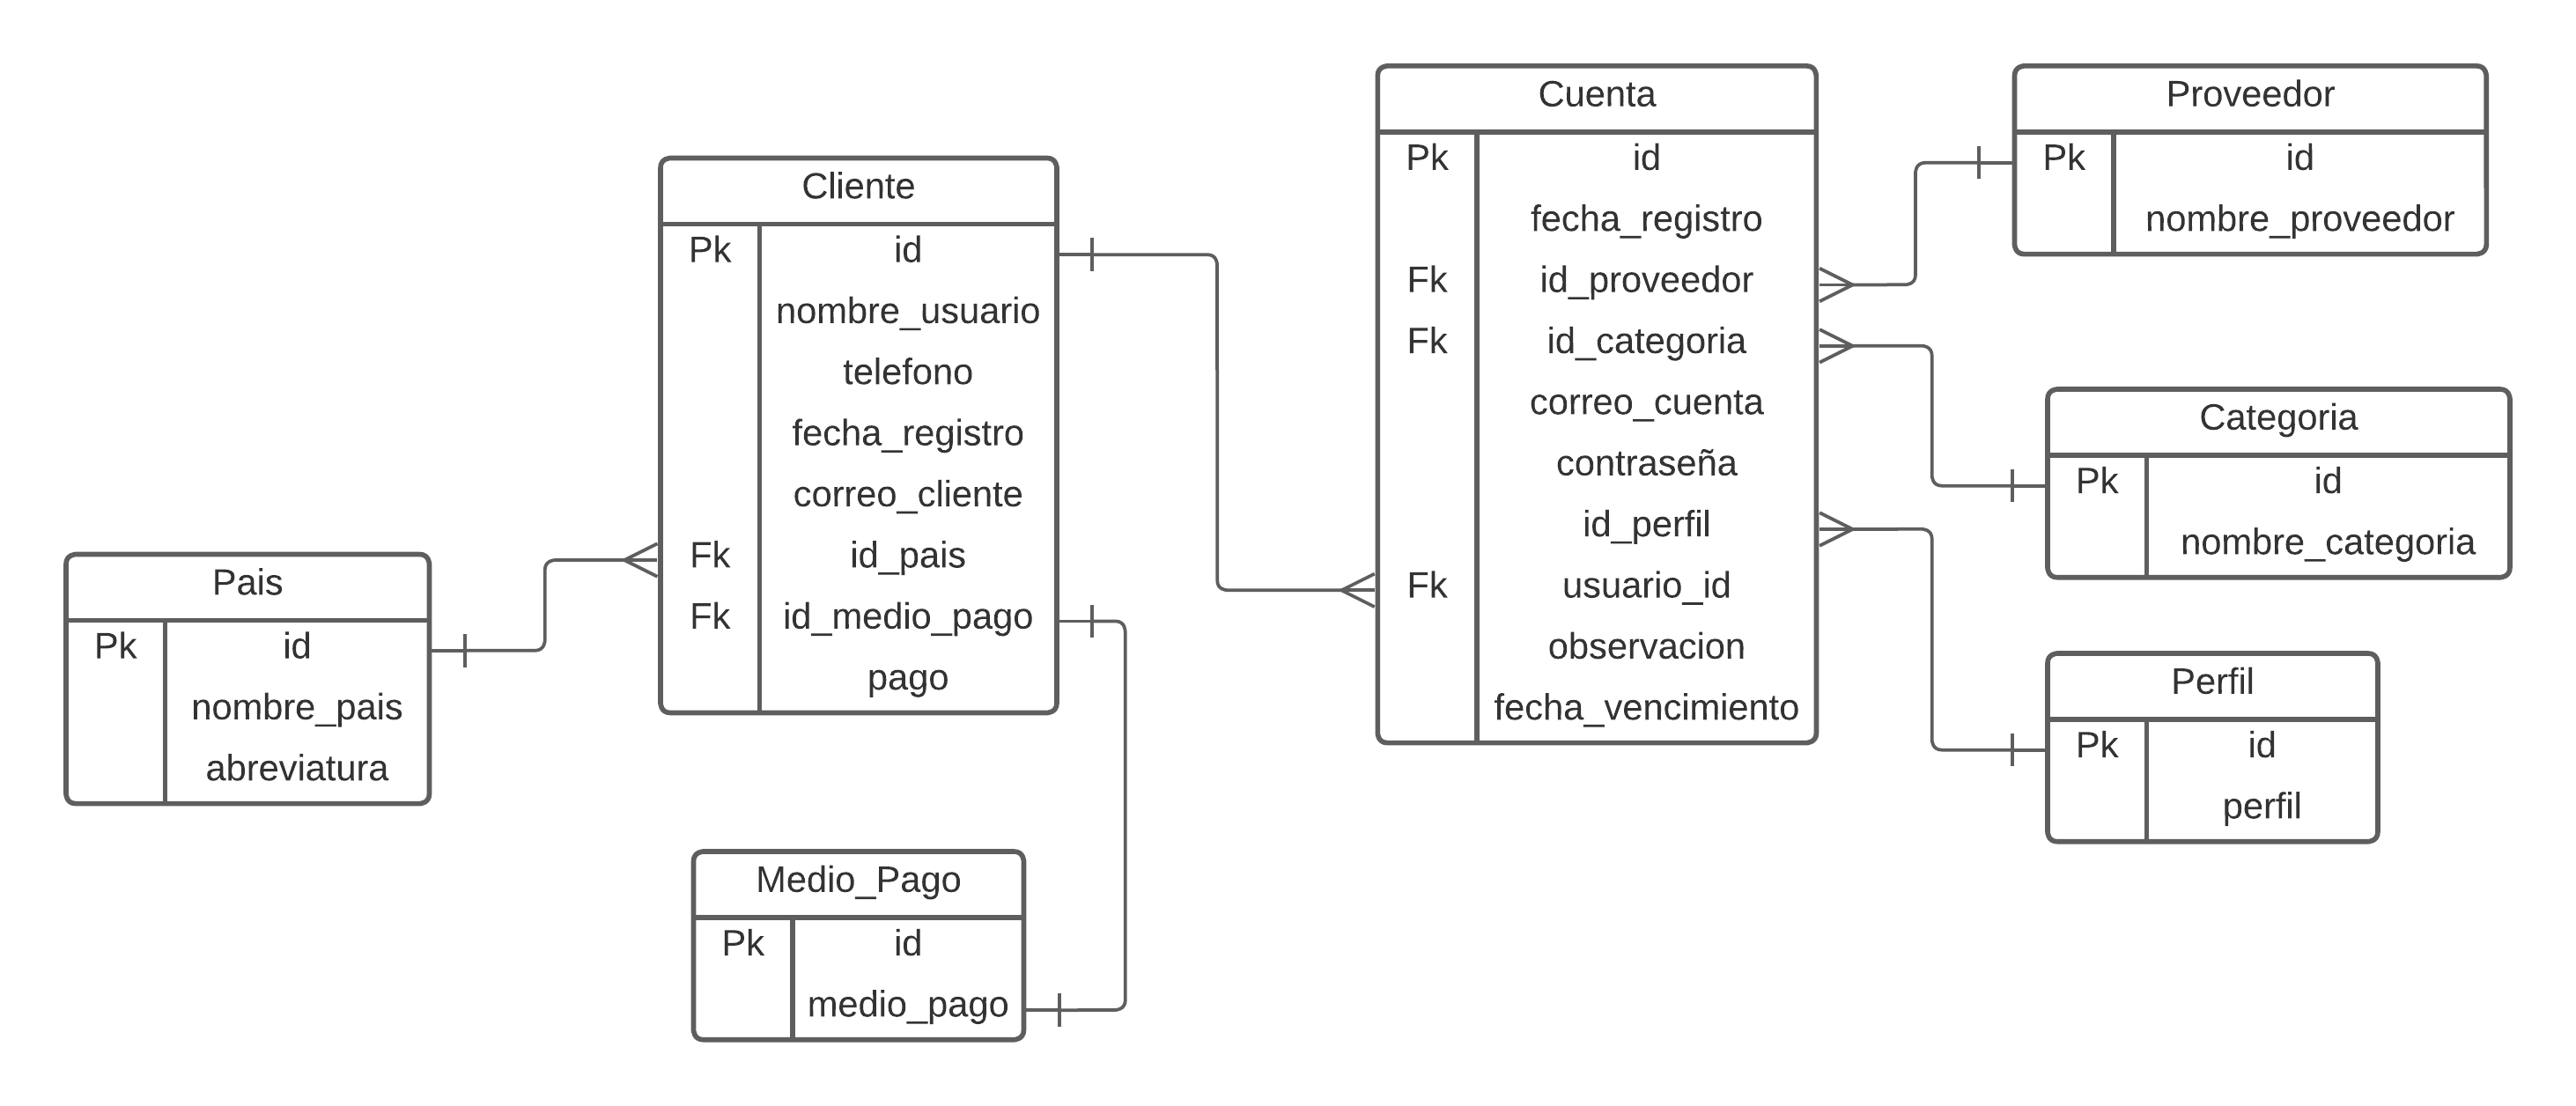 Pais
Pk id
nombre_pais
abreviatura
Cliente
Pk id
nombre_usuario
telefono
fecha_registro
correo_cliente
Fk id_pais
Fk id_medio_pago
pago
Medio_Pago
Pk id
medio_pago
Cuenta
Pk id
fecha_registro
Fk id_proveedor
Fk id_categoria
correo_cuenta
contraseña
id_perfil
Fk usuario_id
observacion
fecha_vencimiento
Proveedor
Pk id
nombre_proveedor
Categoria
Pk id
nombre_categoria
Perfil
Pk id
perfil